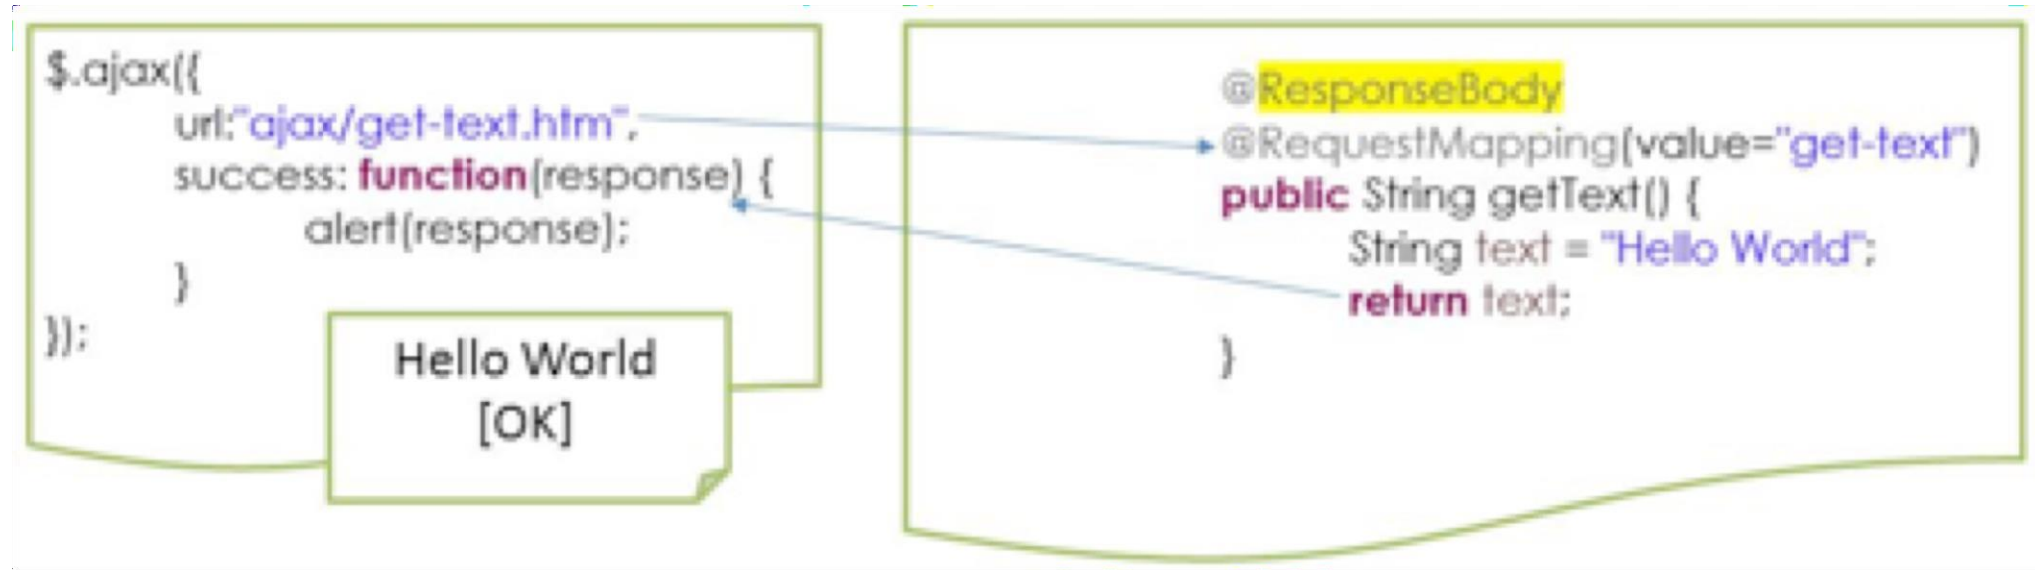 $.ajax({
url:"ajax/get-text.htm",
success: function(response) {
alert(response);
}
});
Hello World
[OK]
@ResponseBody
@RequestMapping(value="get-text")
public String getText() {
String text = "Hello World";
return text;
}